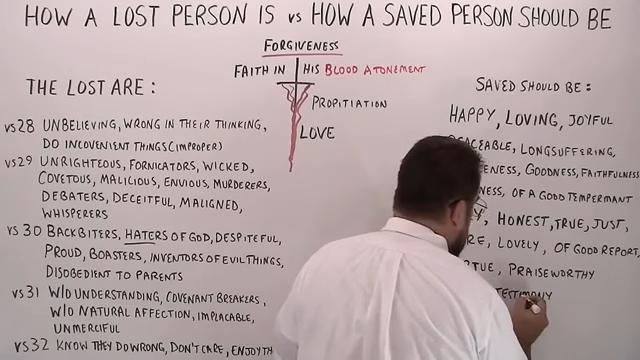 HOW A LOST PERSON IS vs HOW A SAVED PERSON SHOULD BE
FORGIVENESS
FAITH IN HIS BLOOD ATONEMENT
PROPITIATION
LOVE
THE LOST ARE:
vs28 UNBELIEVING, WRONG IN THEIR THINKING,
DO INCOVENIENT THINGS (IMPROPER)
vs29 UNRIGHTEOUS, FORNICATORS, WICKED,
COVETOUS, MALICIOUS, ENVIOUS, MURDERERS,
DEBATERS, DECEITFUL, MALIGNED,
WHISPERERS
vs30 BACKBITERS, HATERS OF GOD, DESPITEFUL,
PROUD, BOASTERS, INVENTORS OF EVIL THINGS,
DISOBEDIENT TO PARENTS
vs31 W/O UNDERSTANDING, COVENANT BREAKERS,
W/O NATURAL AFFECTION, IMPLACABLE,
UNMERCIFUL
vs32 KNOW THEY DO WRONG, DON'T CARE, ENJOY TH
SAVED SHOULD BE:
HAPPY, LOVING, JOYFUL
PEACEABLE, LONGSUFFERING,
GOODNESS, FAITHFULNESS
OF A GOOD TEMPERMANT
HONEST, TRUE, JUST,
LOVELY, OF GOOD REPORT,
PRAISEWORTHY
TESTIMONY